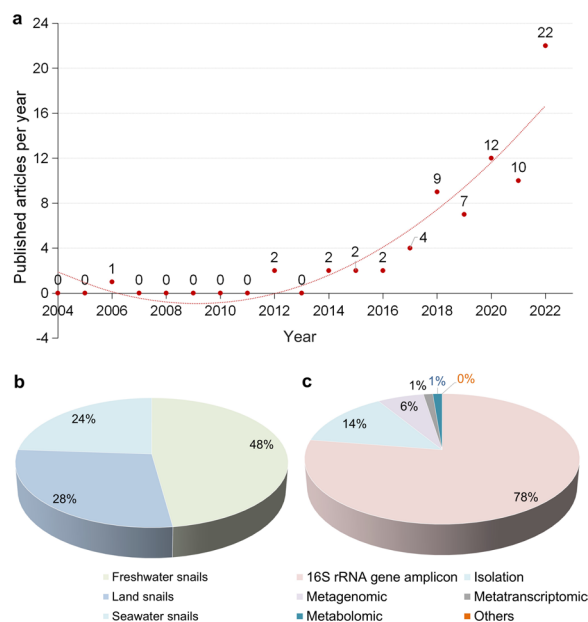 a
Published articles per year
24
20
16
12
8
4
0
-4
0 0 1 0 0 0 0 0 2 0 2 2 2 4 9 7 12 10 22
2004 2006 2008 2010 2012 2014 2016 2018 2020 2022
Year
b
24%
48%
28%
Freshwater snails
Land snails
Seawater snails
c
1% 1% 0%
6%
14%
78%
16S rRNA gene amplicon Isolation
Metagenomic Metatranscriptomic
Metabolomic Others